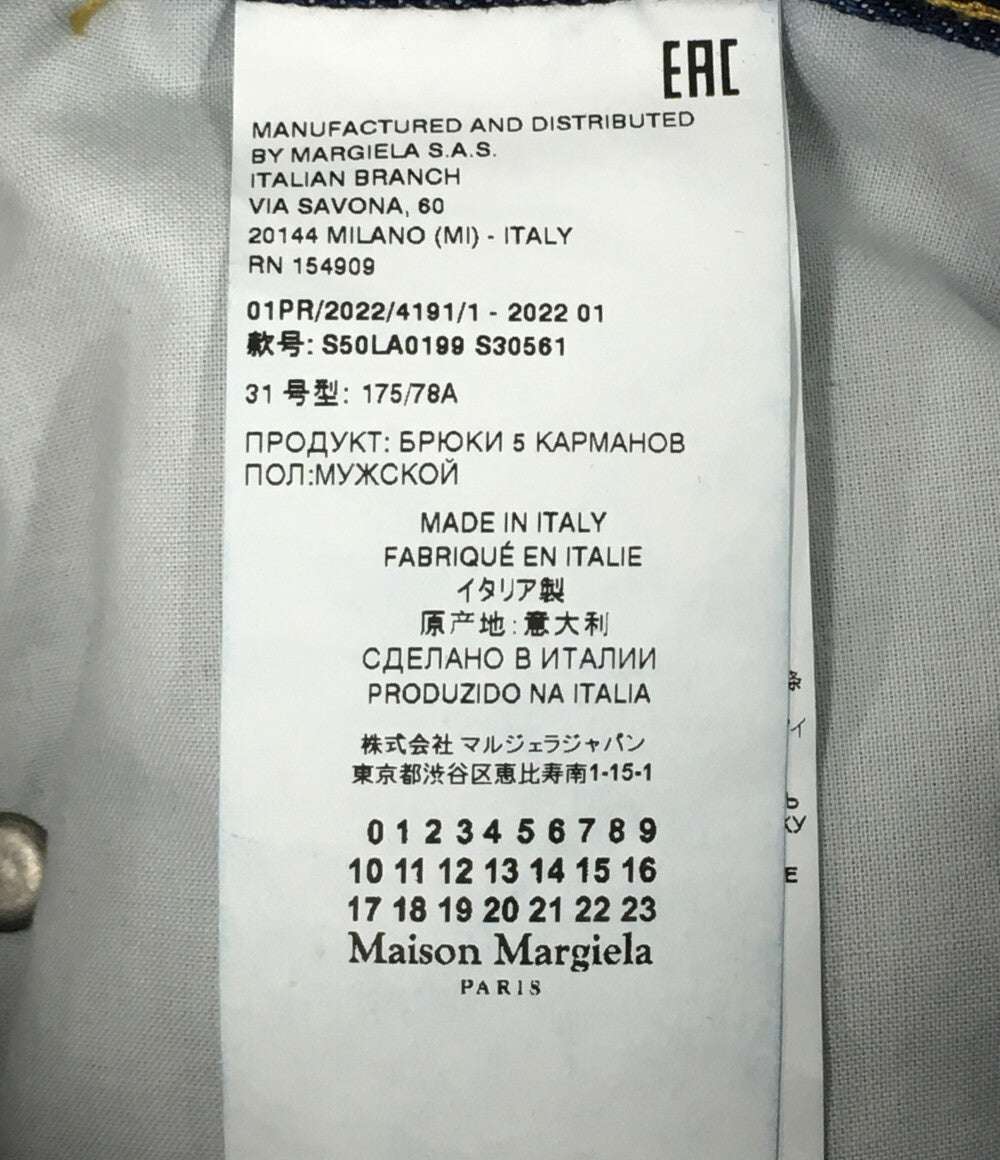 EAC
MANUFACTURED AND DISTRIBUTED
BY MARGIELA S.A.S.
ITALIAN BRANCH
VIA SAVONA, 60
20144 MILANO (MI) - ITALY
RN 154909
01PR/2022/4191/1 - 2022 01
款号: S50LA0199 S30561
31 号型: 175/78A
ПРОДУКТ: БРЮКИ 5 КАРМАНОВ
ПОЛ:МУЖСКОЙ
MADE IN ITALY
FABRIQUÉ EN ITALIE
イタリア製
原产地:意大利
СДЕЛАНО В ИТАЛИИ
PRODUZIDO NA ITALIA
株式会社 マルジェラジャパン
東京都渋谷区恵比寿南1-15-1
0 1 2 3 4 5 6 7 8 9
10 11 12 13 14 15 16
17 18 19 20 21 22 23
Maison Margiela
PARIS